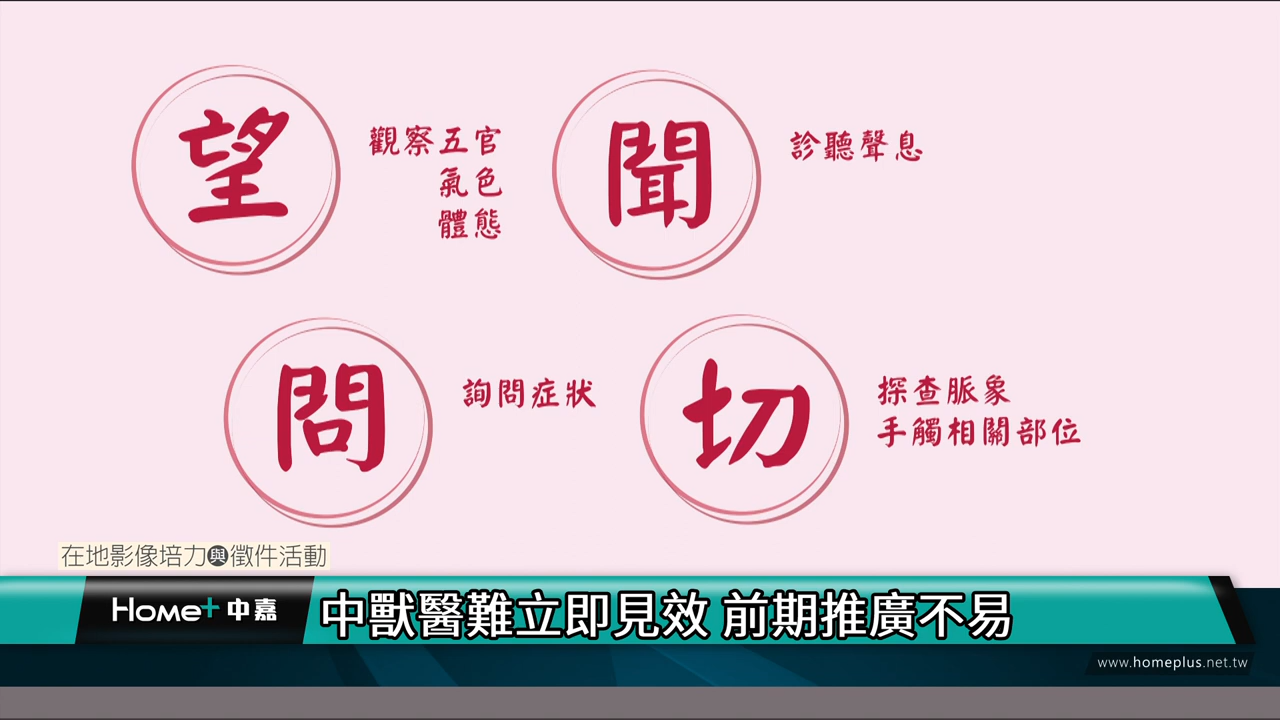 望
觀察五官
氣色
體態
聞
診聽聲息
問
詢問症狀
切
探查脈象
手觸相關部位
在地影像培力與徵件活動
Home+中嘉
中獸醫難立即見效 前期推廣不易
www.homeplus.net.tw